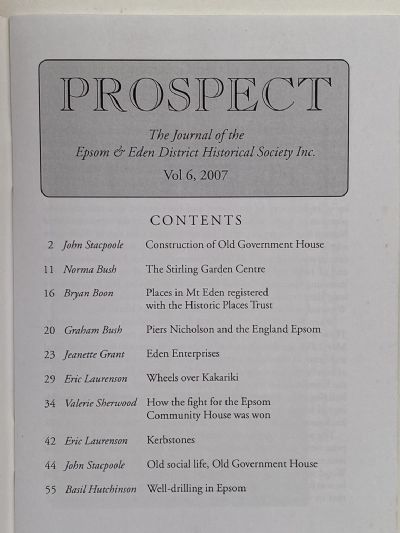 PROSPECT
The Journal of the
Epsom & Eden District Historical Society Inc.
Vol 6, 2007
CONTENTS
2 John Stacpoole Construction of Old Government House
11 Norma Bush The Stirling Garden Centre
16 Bryan Boon Places in Mt Eden registered
with the Historic Places Trust
20 Graham Bush Piers Nicholson and the England Epsom
23 Jeanette Grant Eden Enterprises
29 Eric Laurenson Wheels over Kakariki
34 Valerie Sherwood How the fight for the Epsom
Community House was won
42 Eric Laurenson Kerbstones
44 John Stacpoole Old social life, Old Government House
55 Basil Hutchinson Well-drilling in Epsom